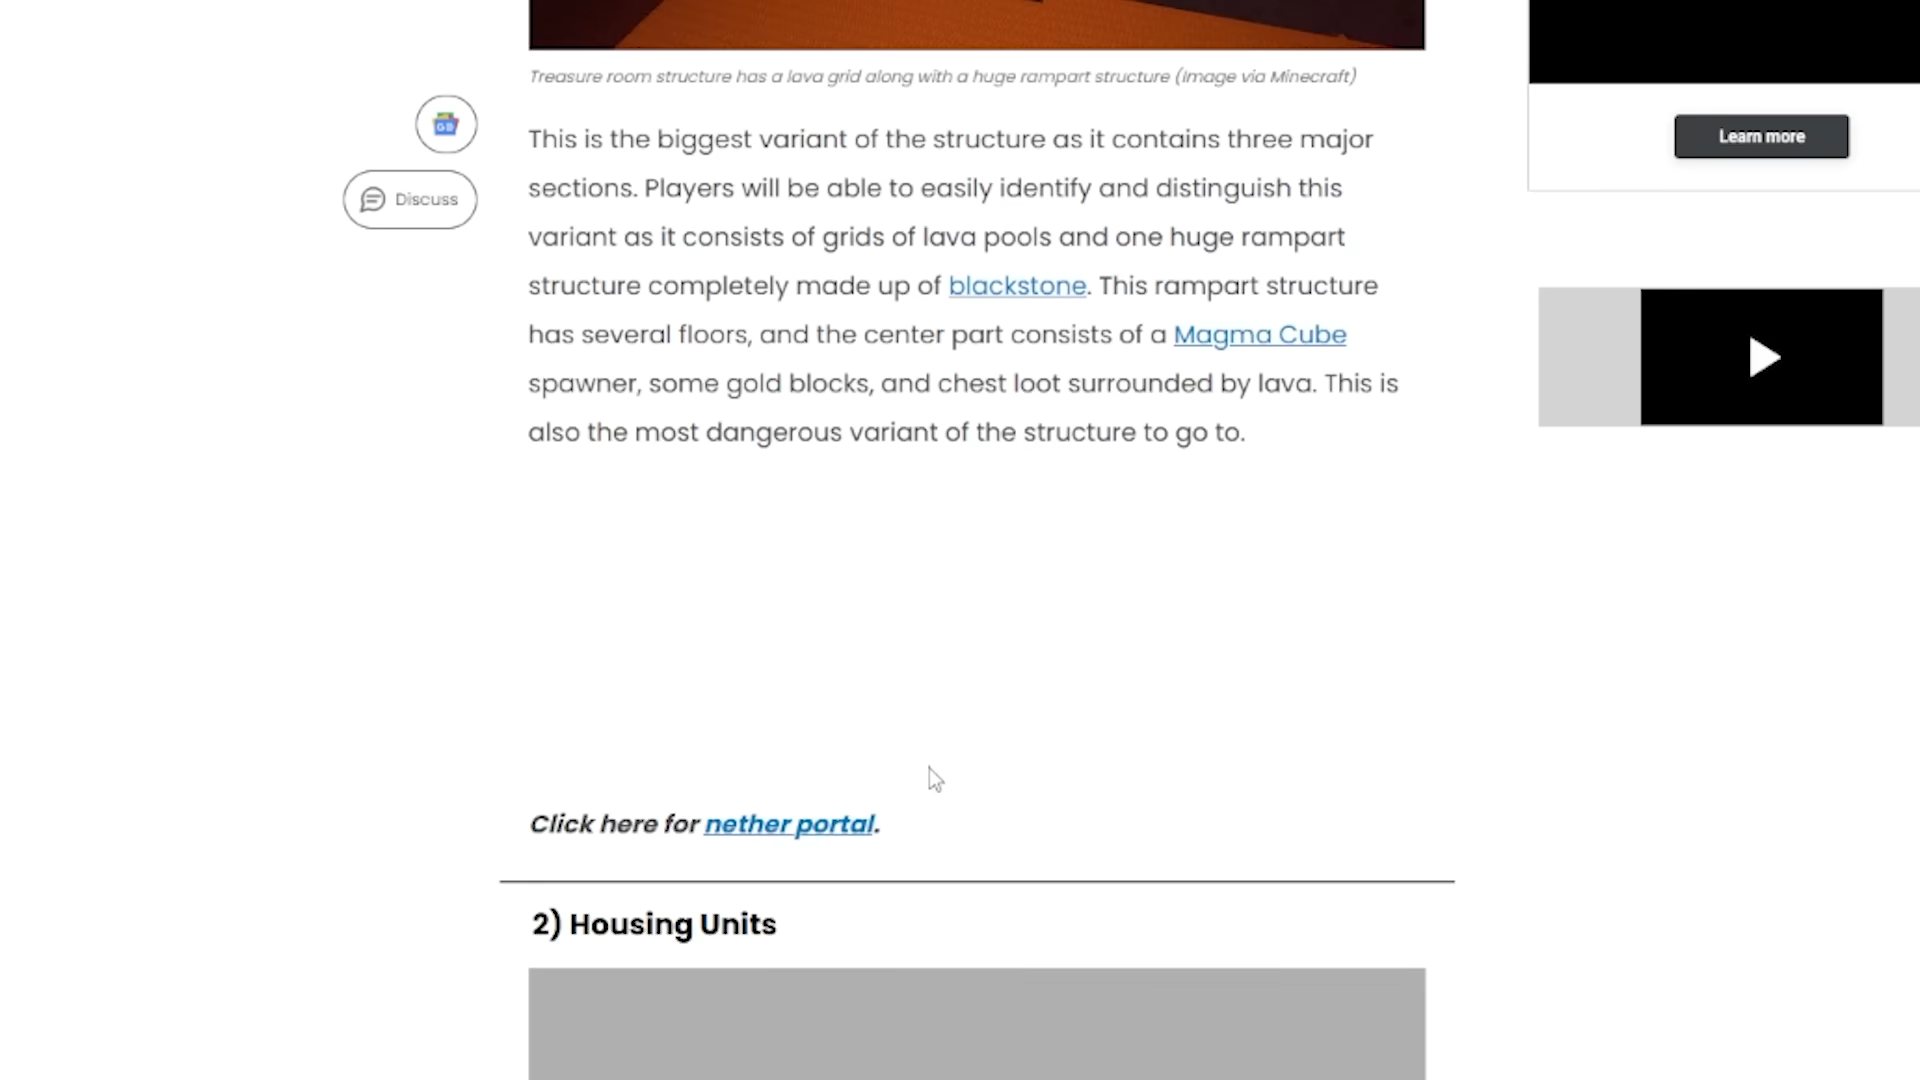 Treasure room structure has a lava grid along with a huge rampart structure (Image via Minecraft)
This is the biggest variant of the structure as it contains three major
sections. Players will be able to easily identify and distinguish this
variant as it consists of grids of lava pools and one huge rampart
structure completely made up of blackstone. This rampart structure
has several floors, and the center part consists of a Magma Cube
spawner, some gold blocks, and chest loot surrounded by lava. This is
also the most dangerous variant of the structure to go to.
Discuss
Learn more
Click here for nether portal.
2) Housing Units